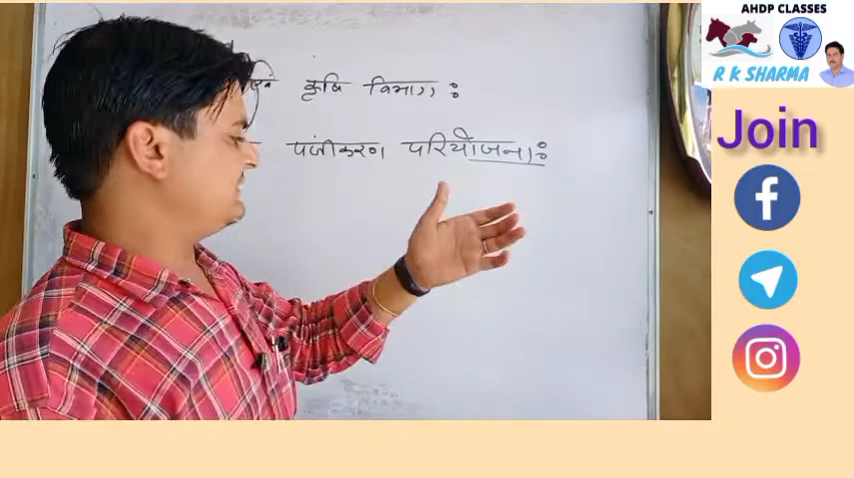 AHDP CLASSES
R K SHARMA
Join
कृषि विभाग :
पंजीकरण परियोजना :